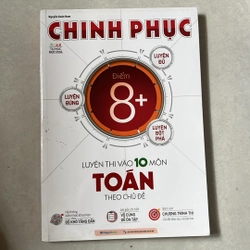 CHINH PHỤC
LUYỆN ĐỦ
Điểm
LUYỆN ĐÚNG
8+
LUYỆN ĐỘT PHÁ
LUYỆN THI VÀO 10 MÔN
TOÁN
THEO CHỦ ĐỀ